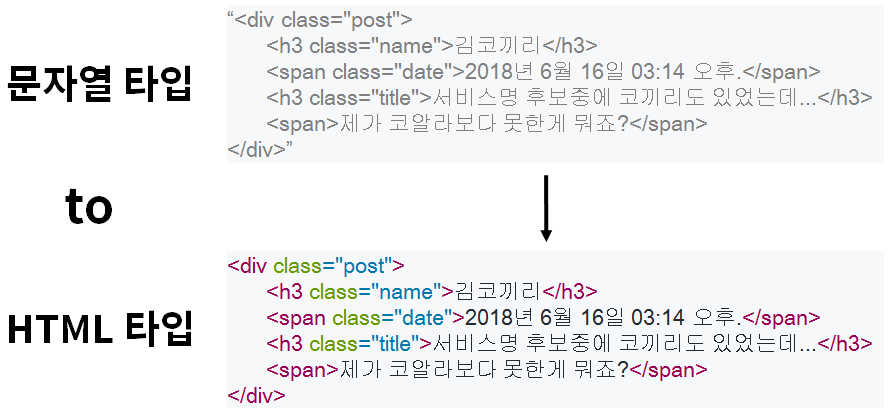 문자열 타입
“<div class="post">
<h3 class="name">김코끼리</h3>
<span class="date">2018년 6월 16일 03:14 오후.</span>
<h3 class="title">서비스명 후보중에 코끼리도 있었는데...</h3>
<span>제가 코알라보다 못한게 뭐죠?</span>
</div>”
to
HTML 타입
<div class="post">
<h3 class="name">김코끼리</h3>
<span class="date">2018년 6월 16일 03:14 오후.</span>
<h3 class="title">서비스명 후보중에 코끼리도 있었는데...</h3>
<span>제가 코알라보다 못한게 뭐죠?</span>
</div>